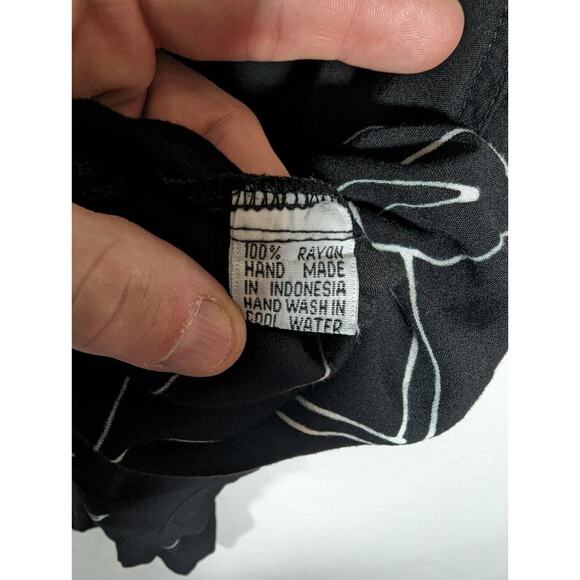 100% RAYON
HAND MADE
IN INDONESIA
HAND WASH IN
COOL WATER